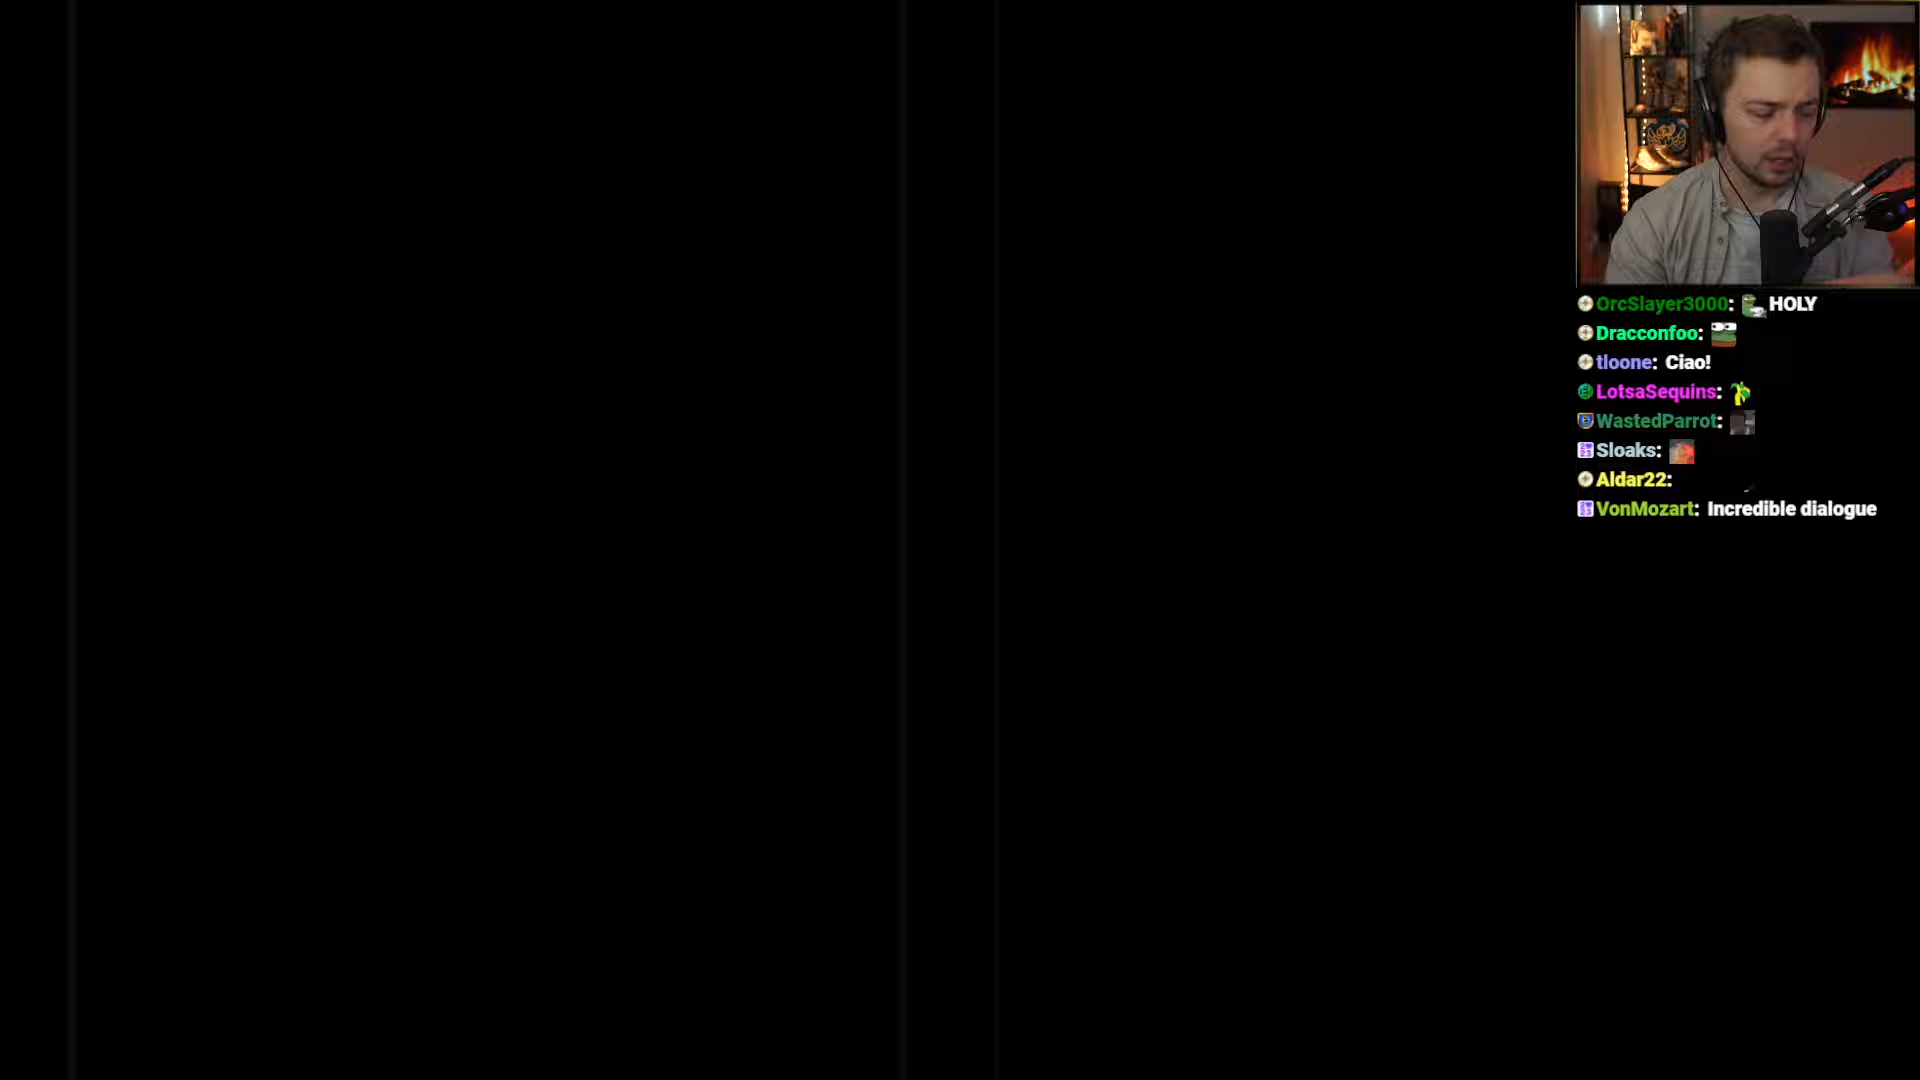 OrcSlayer3000: HOLY
Dracconfoo:
tloone: Ciao!
LotsaSequins:
WastedParrot:
Sloaks:
Aldar22:
VonMozart: Incredible dialogue